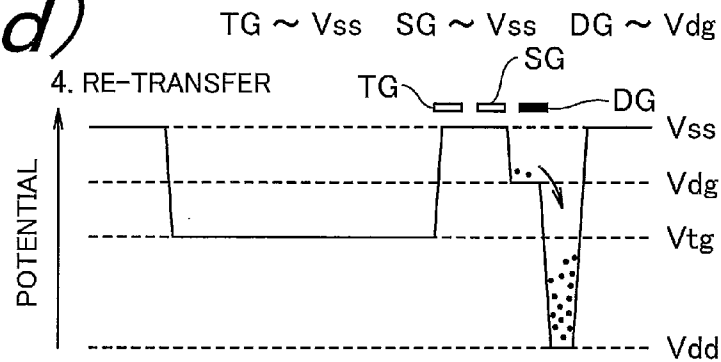 d)
TG ~ Vss SG ~ Vss DG ~ Vdg
4. RE-TRANSFER
TG
SG
DG
Vss
Vdg
Vtg
Vdd
POTENTIAL